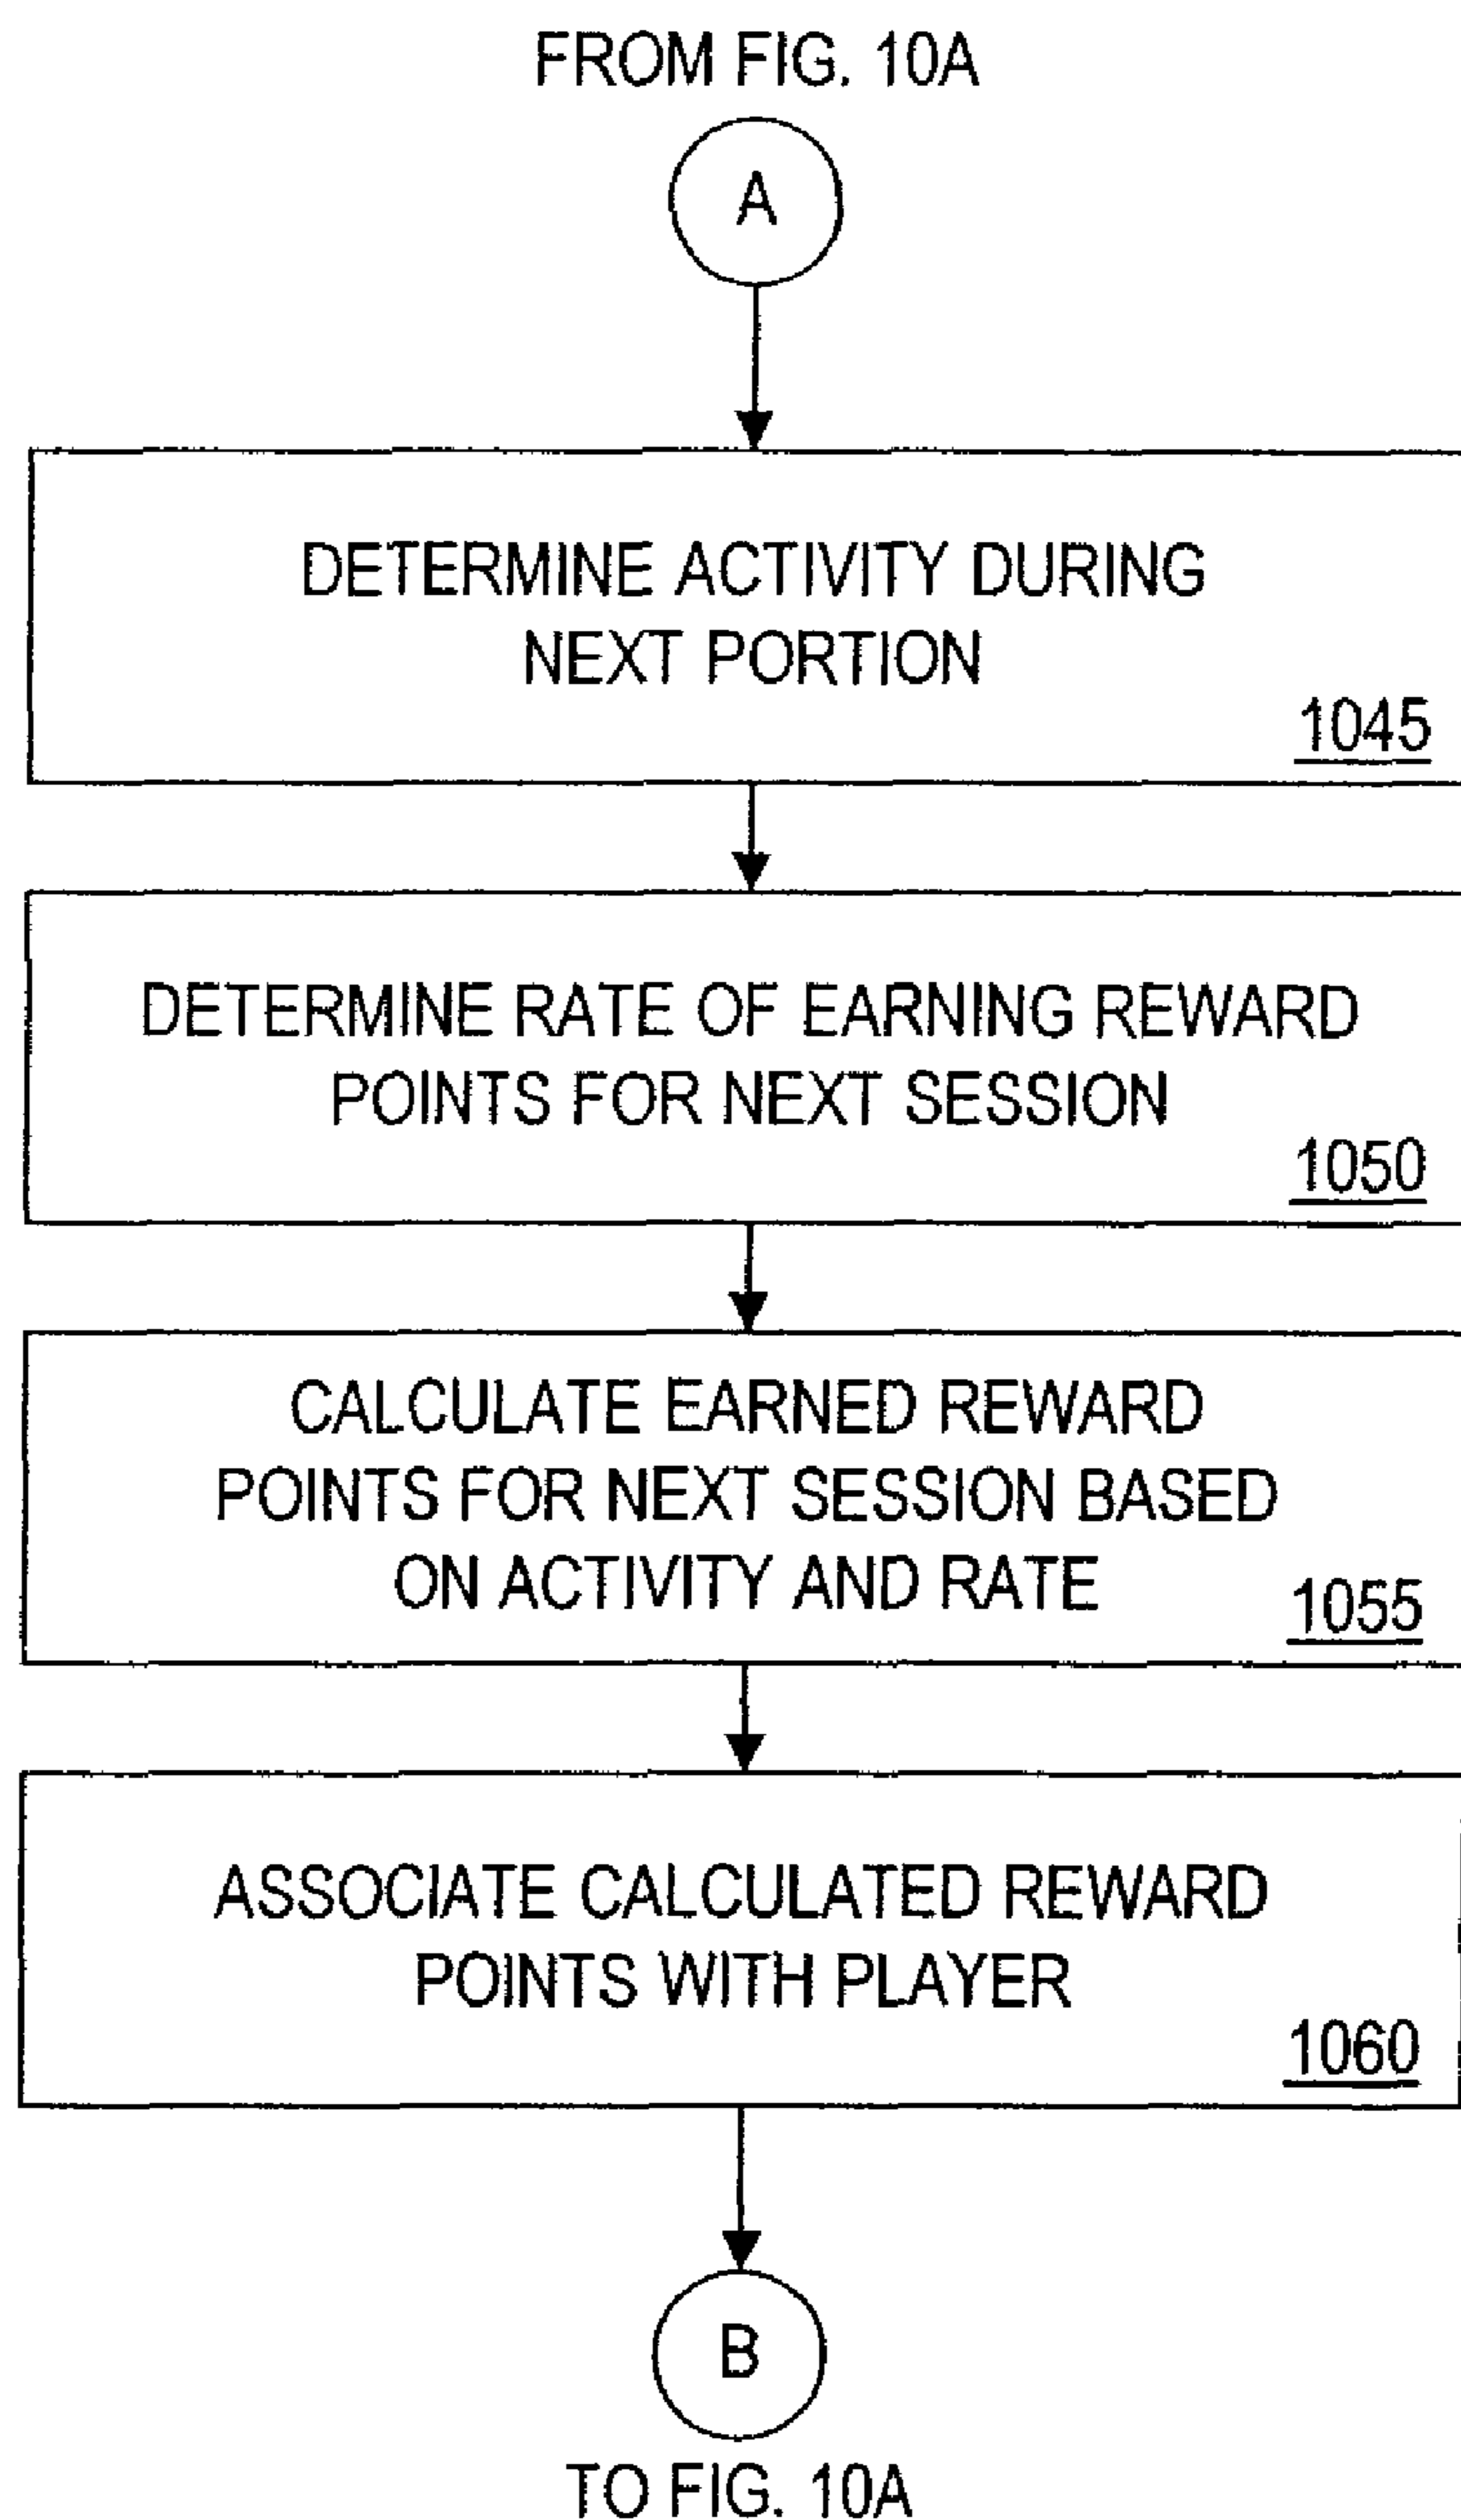 FROM FIG. 10A
A
DETERMINE ACTIVITY DURING
NEXT PORTION
1045
DETERMINE RATE OF EARNING REWARD
POINTS FOR NEXT SESSION
1050
CALCULATE EARNED REWARD
POINTS FOR NEXT SESSION BASED
ON ACTIVITY AND RATE
1055
ASSOCIATE CALCULATED REWARD
POINTS WITH PLAYER
1060
B
TO FIG. 10A